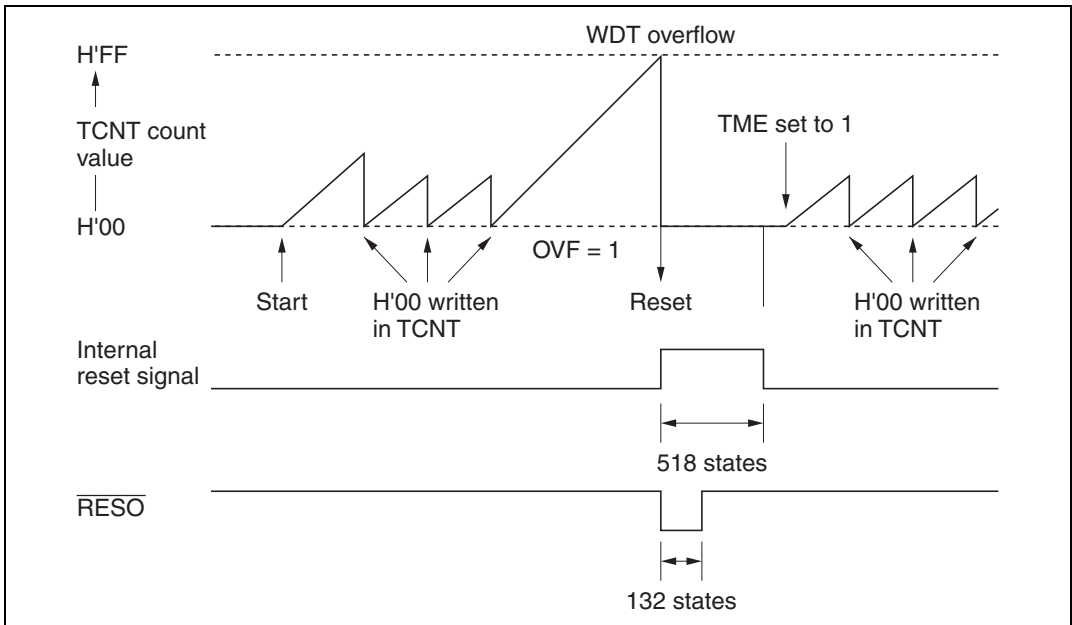 WDT overflow
H'FF
TCNT count
value
TME set to 1
H'00
OVF = 1
Start
H'00 written
in TCNT
Reset
H'00 written
in TCNT
Internal
reset signal
518 states
RESO
132 states